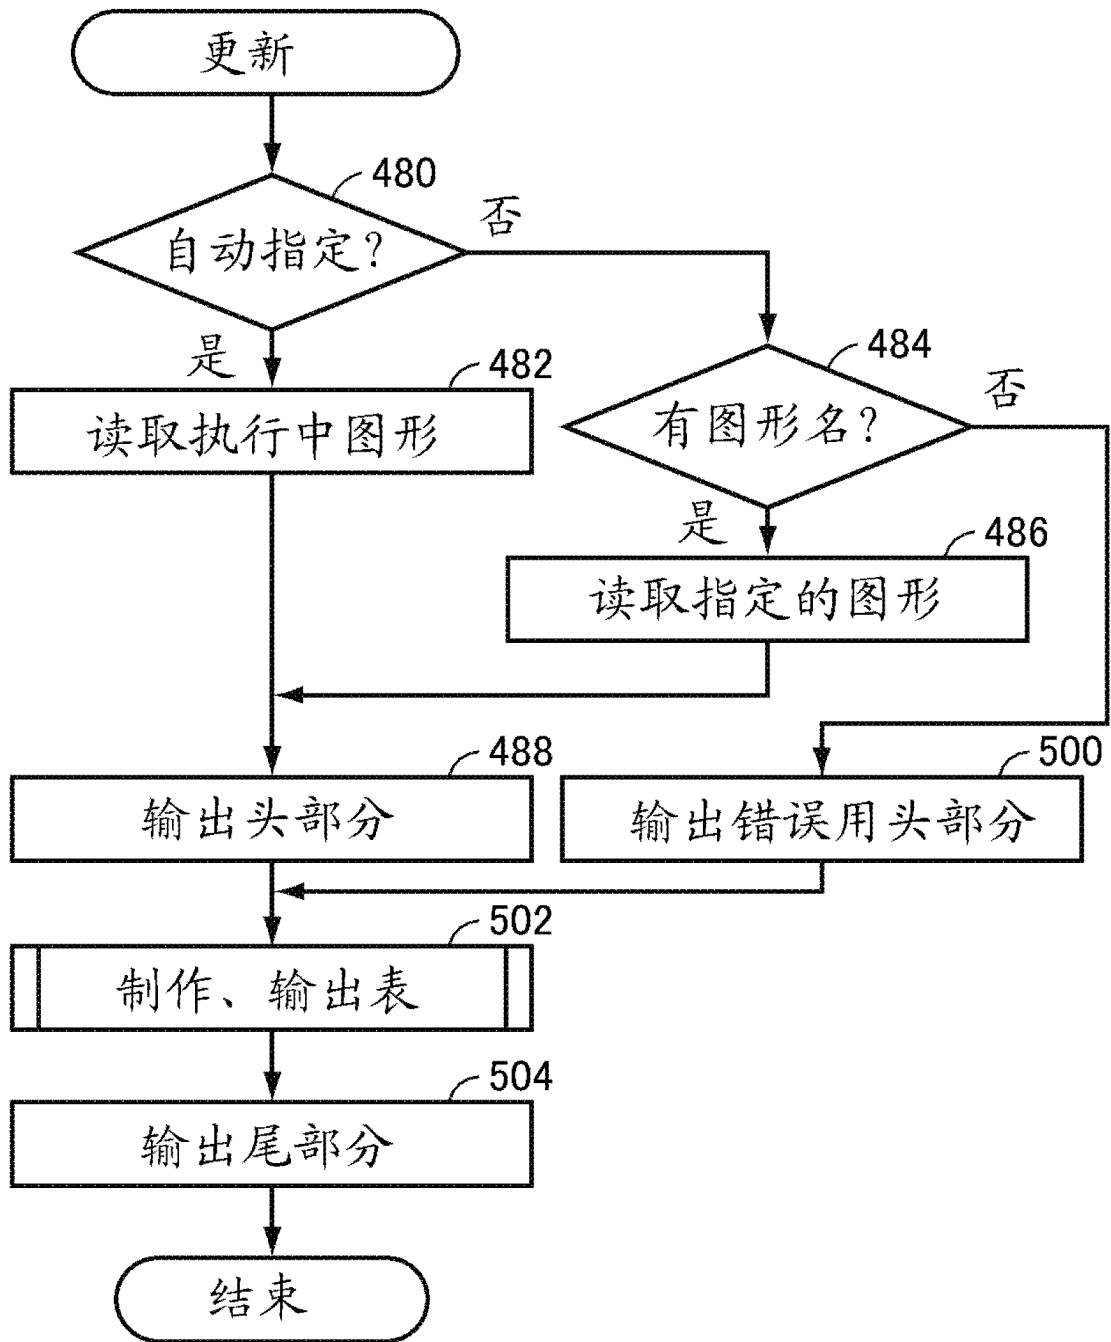 更新
480
自动指定?
否
是
482
读取执行中图形
484
有图形名?
否
是
486
读取指定的图形
488
输出头部分
500
输出错误用头部分
502
制作、输出表
504
输出尾部分
结束